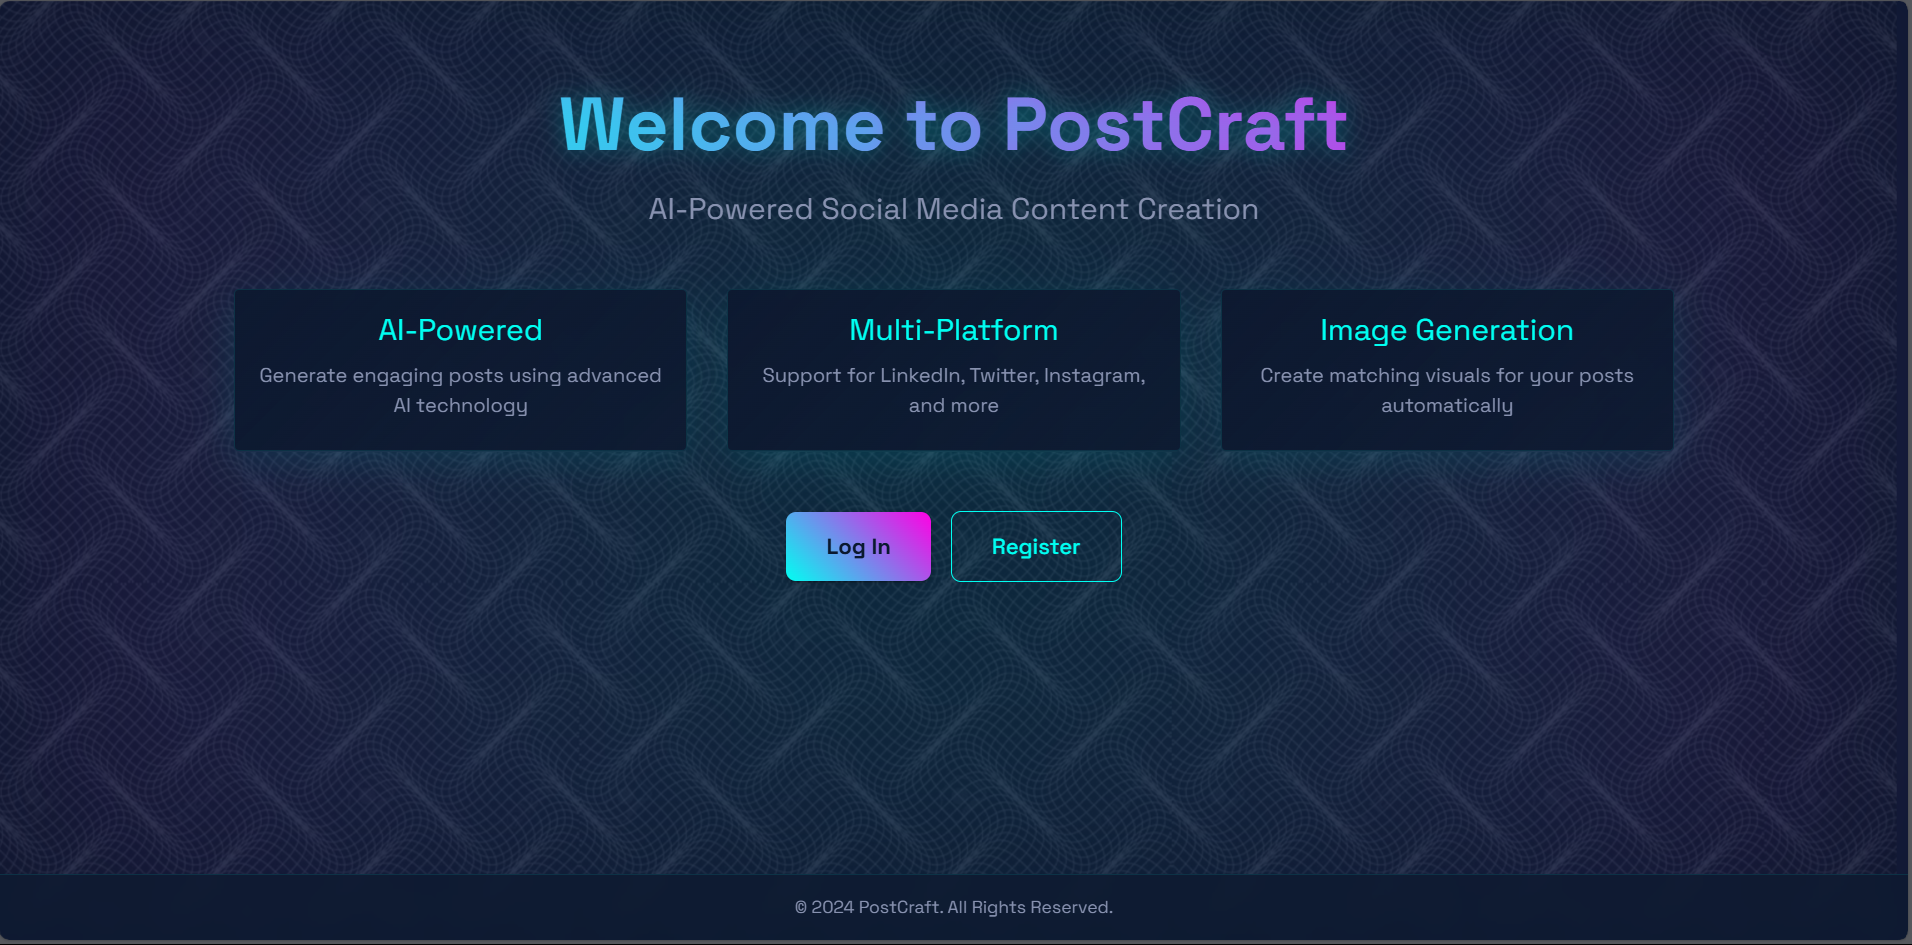 Welcome to PostCraft
AI-Powered Social Media Content Creation
AI-Powered
Generate engaging posts using advanced
AI technology
Multi-Platform
Support for LinkedIn, Twitter, Instagram,
and more
Image Generation
Create matching visuals for your posts
automatically
Log In
Register
© 2024 PostCraft. All Rights Reserved.